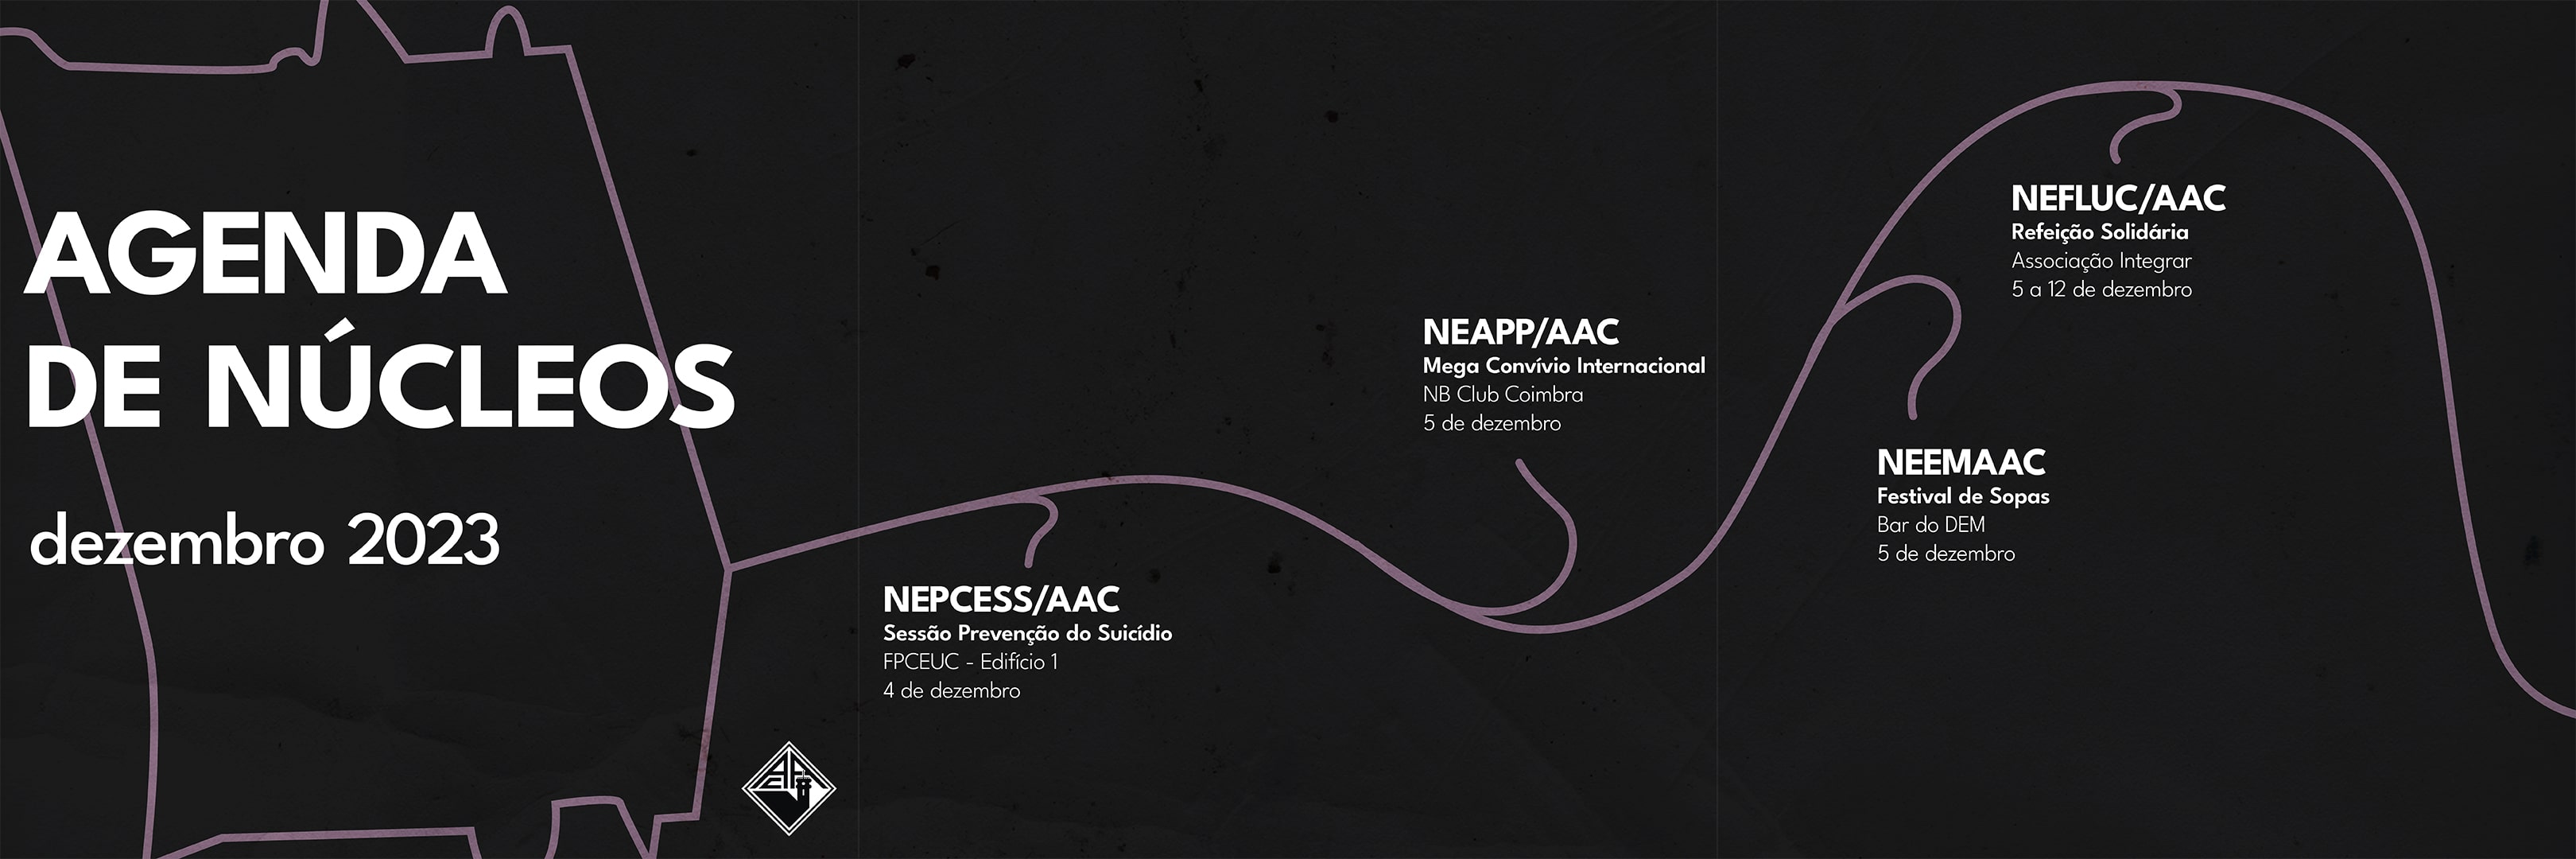 AGENDA
DE NÚCLEOS
dezembro 2023
NEPCESS/AAC
Sessão Prevenção do Suicídio
FPCEUC - Edifício 1
4 de dezembro
NEAPP/AAC
Mega Convívio Internacional
NB Club Coimbra
5 de dezembro
NEEMAAC
Festival de Sopas
Bar do DEM
5 de dezembro
NEFLUC/AAC
Refeição Solidária
Associação Integrar
5 a 12 de dezembro